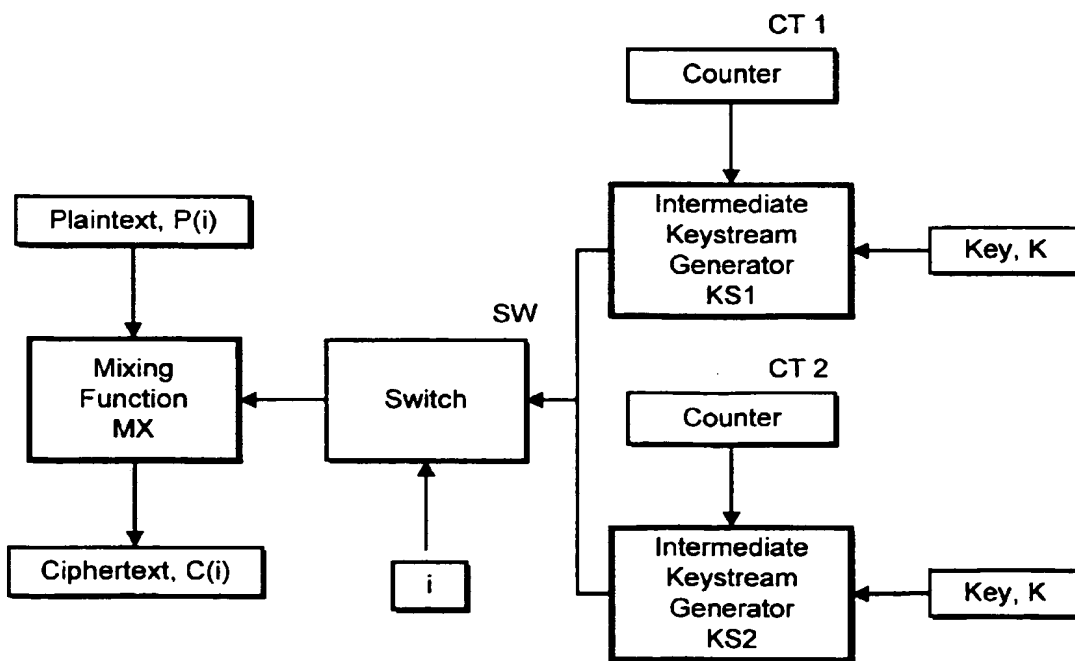 CT 1
Counter
Plaintext, P(i)
Intermediate
Keystream
Generator
KS1
Key, K
SW
Mixing
Function
MX
Switch
CT 2
Counter
Ciphertext, C(i)
i
Intermediate
Keystream
Generator
KS2
Key, K